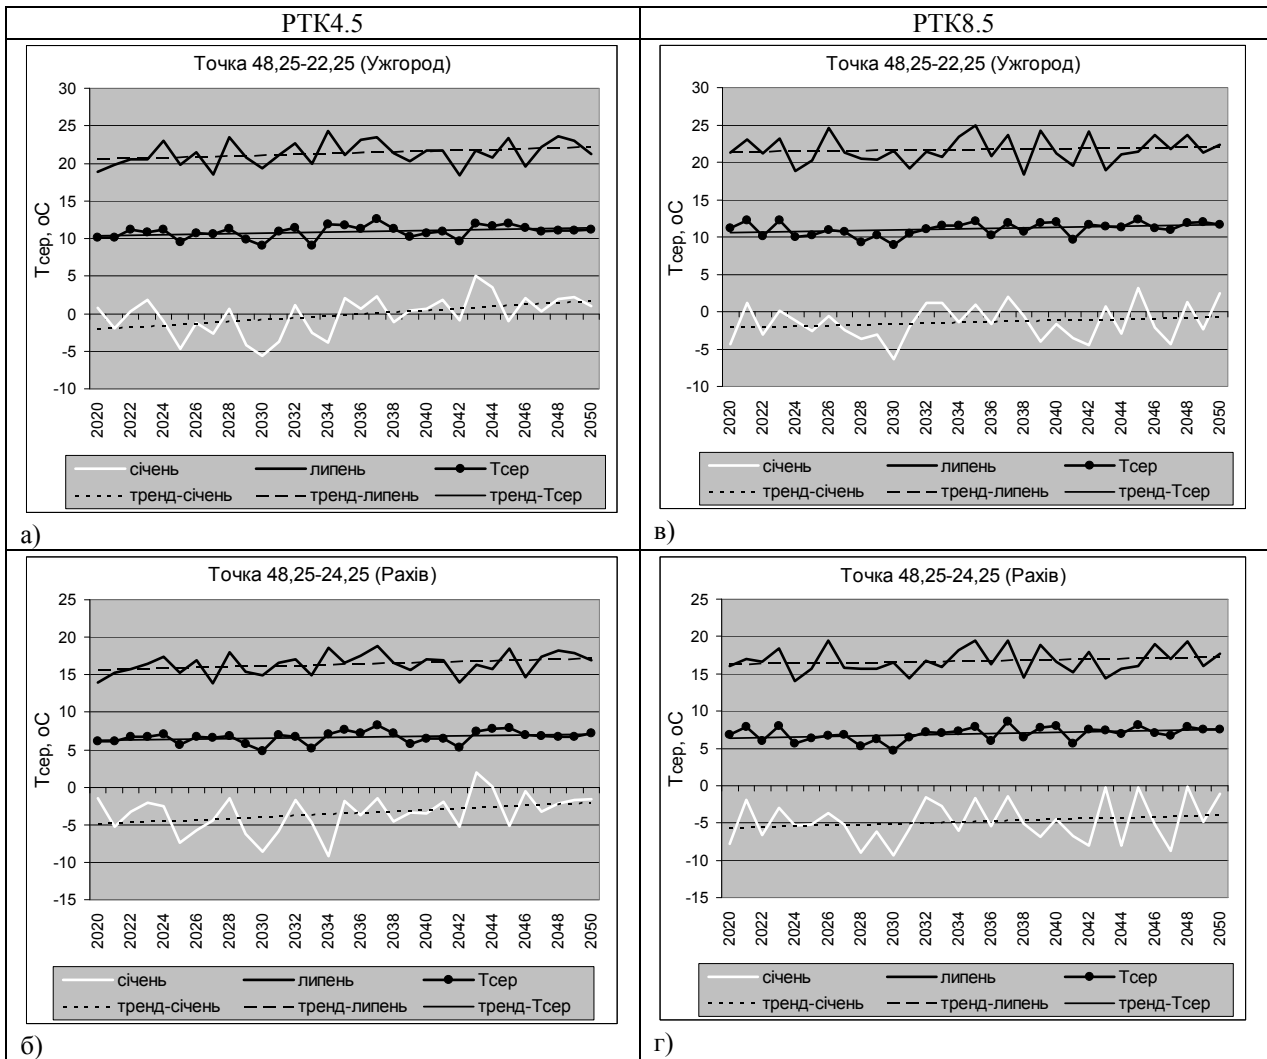 РТК4.5
РТК8.5
Точка 48,25-22,25 (Ужгород)
30
25
20
15
10
5
0
-5
-10
Тсер, оС
2020 2022 2024 2026 2028 2030 2032 2034 2036 2038 2040 2042 2044 2046 2048 2050
січень липень Тсер
тренд-січень тренд-липень тренд-Тсер
а)
Точка 48,25-22,25 (Ужгород)
30
25
20
15
10
5
0
-5
-10
Тсер, оС
2020 2022 2024 2026 2028 2030 2032 2034 2036 2038 2040 2042 2044 2046 2048 2050
січень липень Тсер
тренд-січень тренд-липень тренд-Тсер
в)
Точка 48,25-24,25 (Рахів)
25
20
15
10
5
0
-5
-10
-15
Тсер, оС
2020 2022 2024 2026 2028 2030 2032 2034 2036 2038 2040 2042 2044 2046 2048 2050
січень липень Тсер
тренд-січень тренд-липень тренд-Тсер
б)
Точка 48,25-24,25 (Рахів)
25
20
15
10
5
0
-5
-10
-15
Тсер, оС
2020 2022 2024 2026 2028 2030 2032 2034 2036 2038 2040 2042 2044 2046 2048 2050
січень липень Тсер
тренд-січень тренд-липень тренд-Тсер
г)